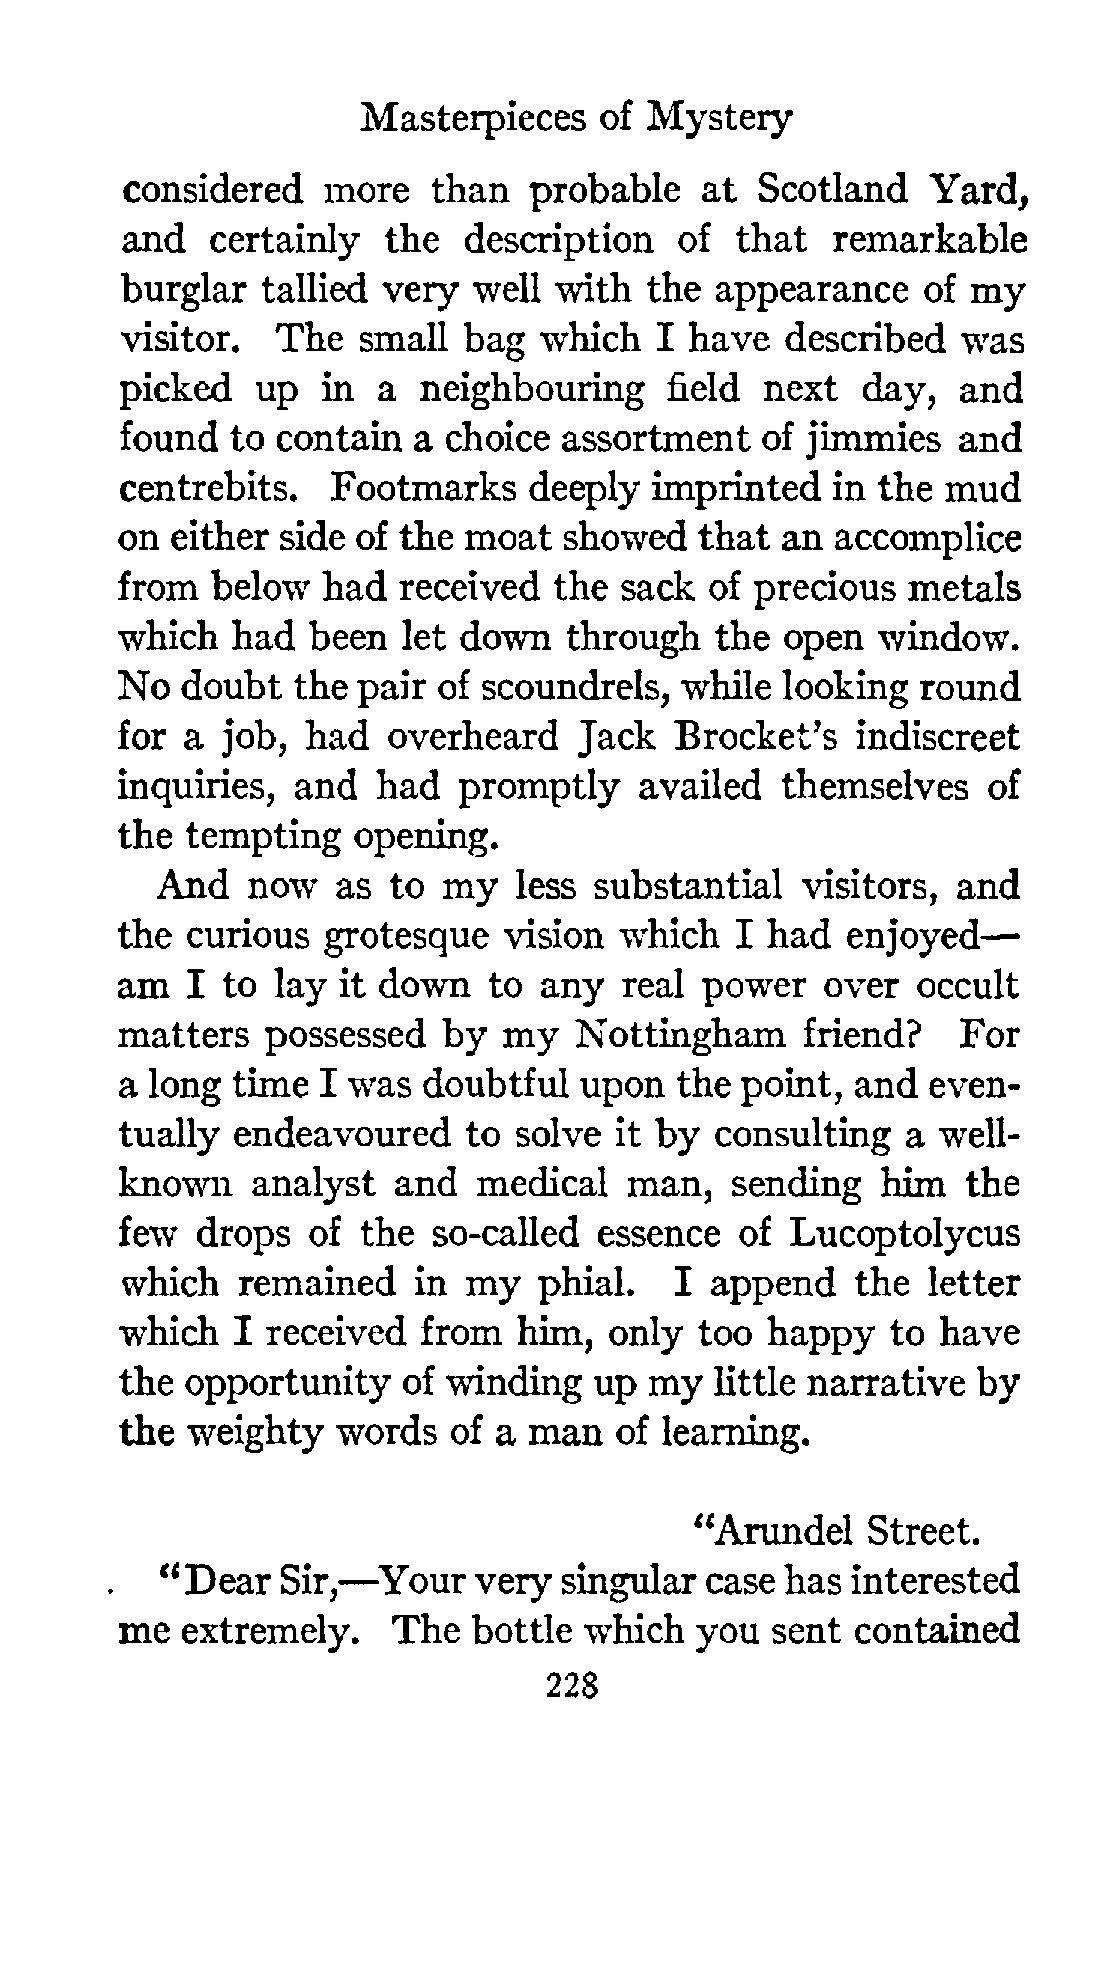 Masterpieces of Mystery
considered more than probable at Scotland Yard,
and certainly the description of that remarkable
burglar tallied very well with the appearance of my
visitor. The small bag which I have described was
picked up in a neighbouring field next day, and
found to contain a choice assortment of jimmies and
centrebits. Footmarks deeply imprinted in the mud
on either side of the moat showed that an accomplice
from below had received the sack of precious metals
which had been let down through the open window.
No doubt the pair of scoundrels, while looking round
for a job, had overheard Jack Brocket's indiscreet
inquiries, and had promptly availed themselves of
the tempting opening.
And now as to my less substantial visitors, and
the curious grotesque vision which I had enjoyed—
am I to lay it down to any real power over occult
matters possessed by my Nottingham friend? For
a long time I was doubtful upon the point, and even-
tually endeavoured to solve it by consulting a well-
known analyst and medical man, sending him the
few drops of the so-called essence of Lucoptolycus
which remained in my phial. I append the letter
which I received from him, only too happy to have
the opportunity of winding up my little narrative by
the weighty words of a man of learning.
"Arundel Street.
"Dear Sir,—Your very singular case has interested
me extremely. The bottle which you sent contained
228